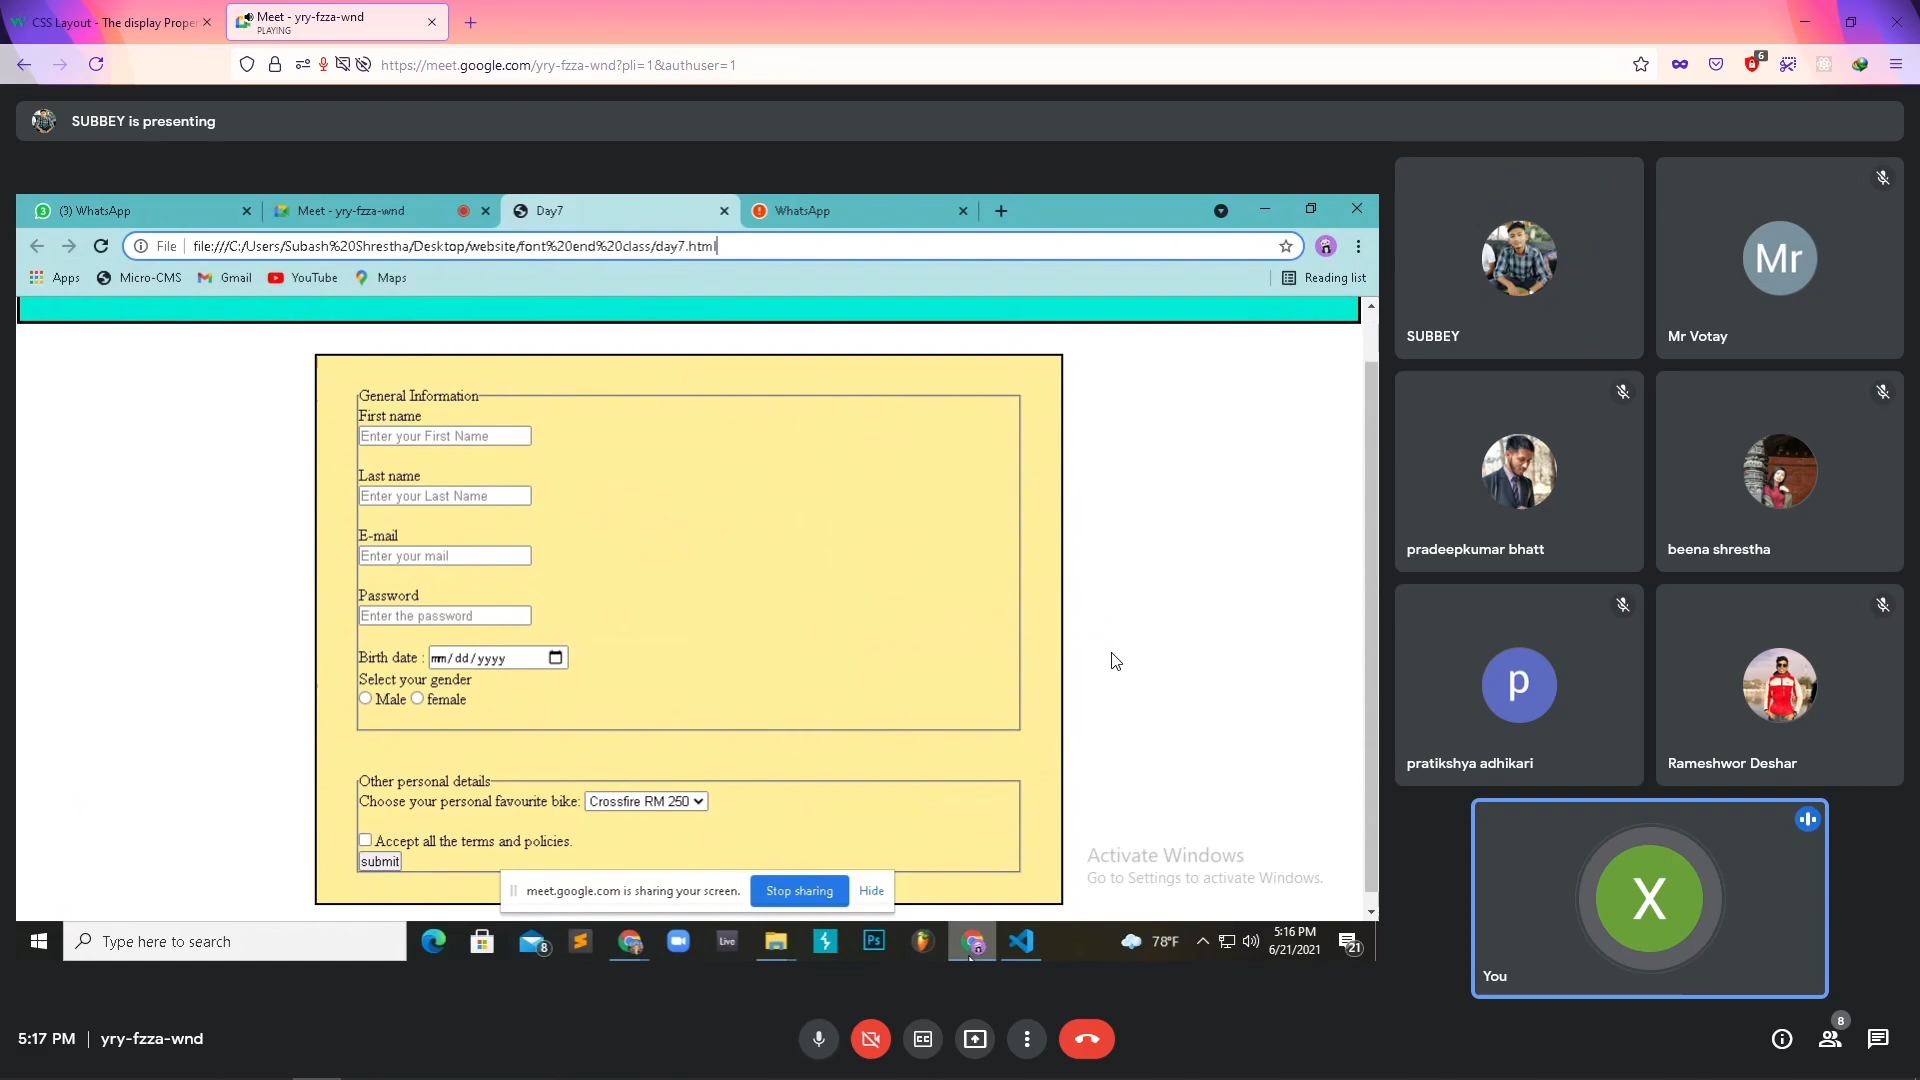 CSS Layout - The display Proper
Meet - yry-fzza-wnd
PLAYING
https://meet.google.com/yry-fzza-wnd?pli=1&authuser=1
6
SUBBEY is presenting
(3) WhatsApp
Meet - yry-fzza-wnd
Day7
WhatsApp
File
file:///C:/Users/Subash%20Shrestha/Desktop/website/font%20end%20class/day7.html
Apps
Micro-CMS
Gmail
YouTube
Maps
Reading list
General Information
First name
Enter your First Name
Last name
Enter your Last Name
E-mail
Enter your mail
Password
Enter the password
Birth date : mm/dd/yyyy
Select your gender
Male female
Other personal details
Choose your personal favourite bike: Crossfire RM 250
Accept all the terms and policies.
submit
meet.google.com is sharing your screen. Stop sharing Hide
Activate Windows
Go to Settings to activate Windows.
Type here to search
8
Live
Ps
78°F
5:16 PM
6/21/2021
21
SUBBEY
Mr
Mr Votay
pradeepkumar bhatt
beena shrestha
p
pratikshya adhikari
Rameshwor Deshar
X
You
5:17 PM | yry-fzza-wnd
8